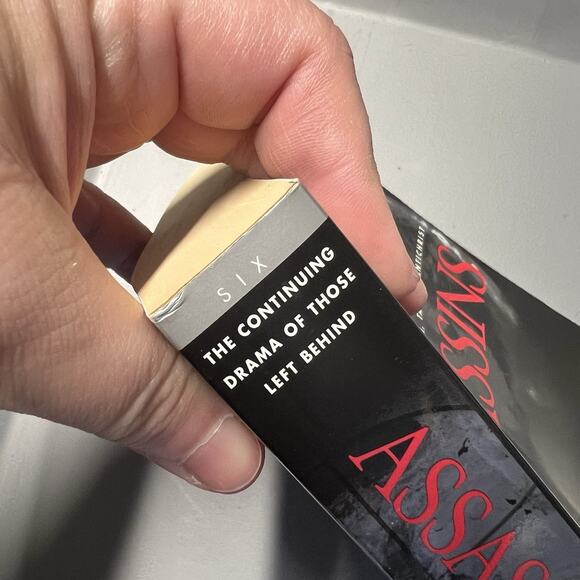 SIX
THE CONTINUING
DRAMA OF THOSE
LEFT BEHIND
ASSAS